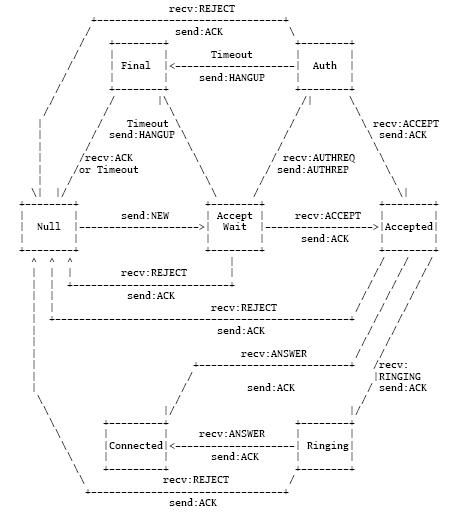 recv:REJECT
send:ACK
Final
Timeout
send:HANGUP
Auth
Timeout
send:HANGUP
recv:ACCEPT
send:ACK
recv:ACK
or Timeout
recv:AUTHREQ
send:AUTHREP
Null
send:NEW
Accept
Wait
recv:ACCEPT
send:ACK
Accepted
recv:REJECT
send:ACK
recv:REJECT
send:ACK
recv:ANSWER
send:ACK
recv:
RINGING
send:ACK
Connected
recv:ANSWER
send:ACK
Ringing
recv:REJECT
send:ACK